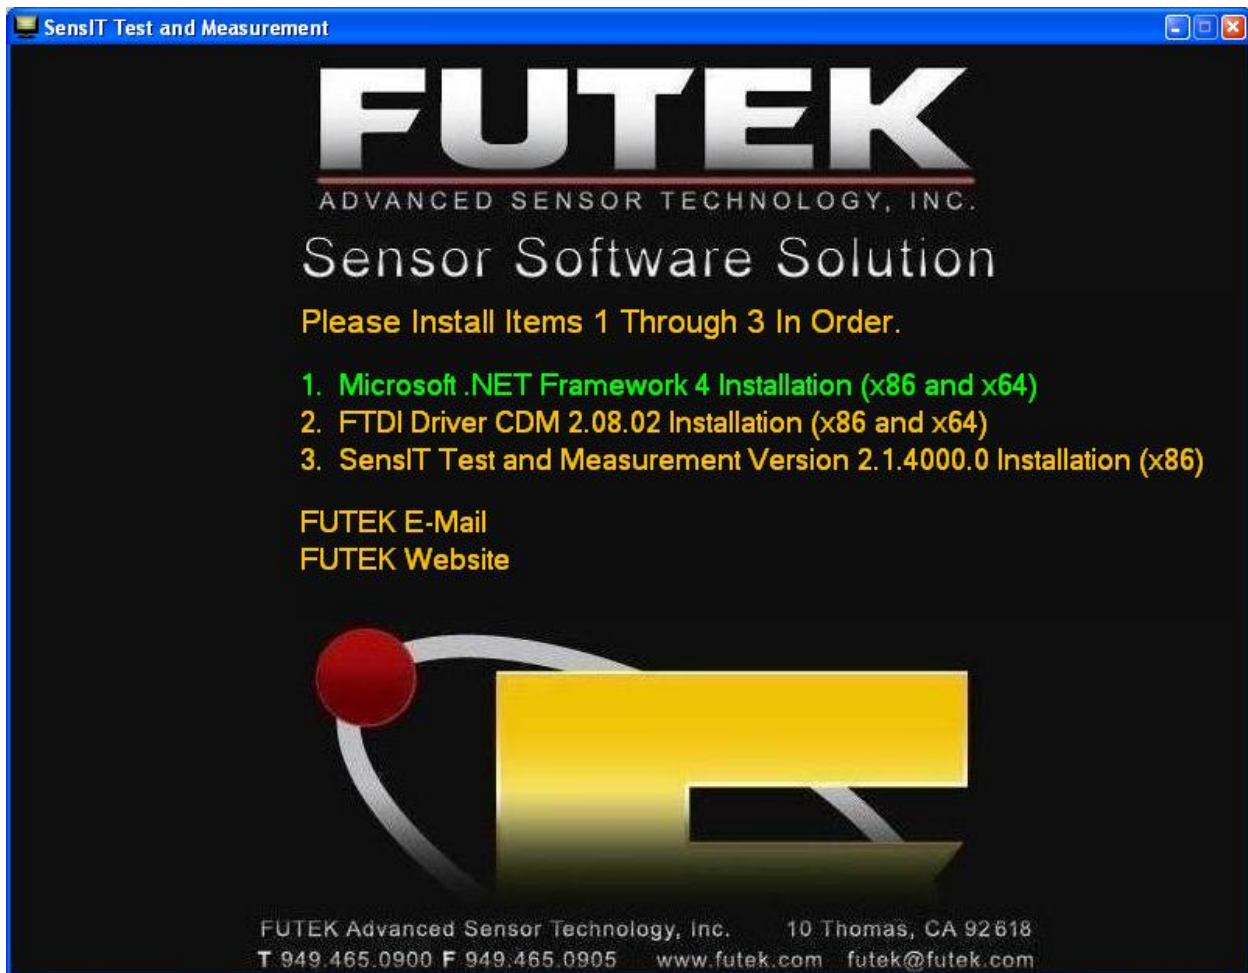 SensIT Test and Measurement
FUTEK
ADVANCED SENSOR TECHNOLOGY, INC.
Sensor Software Solution
Please Install Items 1 Through 3 In Order.
1. Microsoft .NET Framework 4 Installation (x86 and x64)
2. FTDI Driver CDM 2.08.02 Installation (x86 and x64)
3. SensIT Test and Measurement Version 2.1.4000.0 Installation (x86)
FUTEK E-Mail
FUTEK Website
FUTEK Advanced Sensor Technology, Inc. 10 Thomas, CA 92618
T 949.465.0900 F 949.465.0905 www.futek.com futek@futek.com